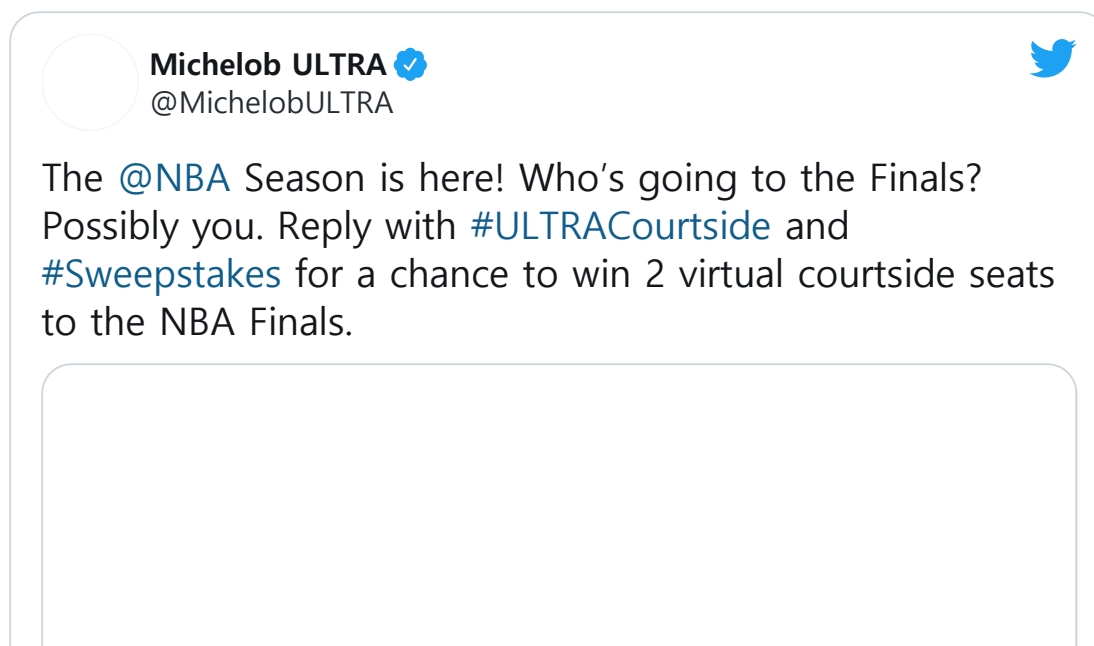 Michelob ULTRA
@MichelobULTRA
The @NBA Season is here! Who’s going to the Finals?
Possibly you. Reply with #ULTRACourtside and
#Sweepstakes for a chance to win 2 virtual courtside seats
to the NBA Finals.